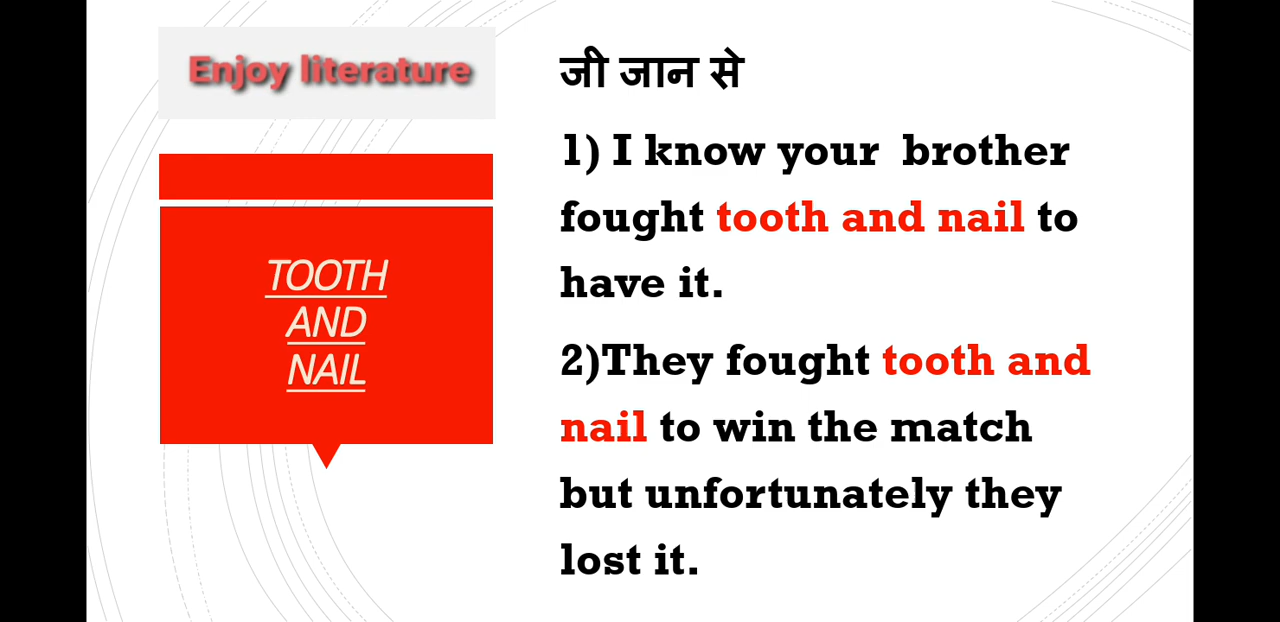 Enjoy literature
TOOTH
AND
NAIL
जी जान से
1) I know your  brother
fought tooth and nail to
have it.
2)They fought tooth and
nail to win the match
but unfortunately they
lost it.